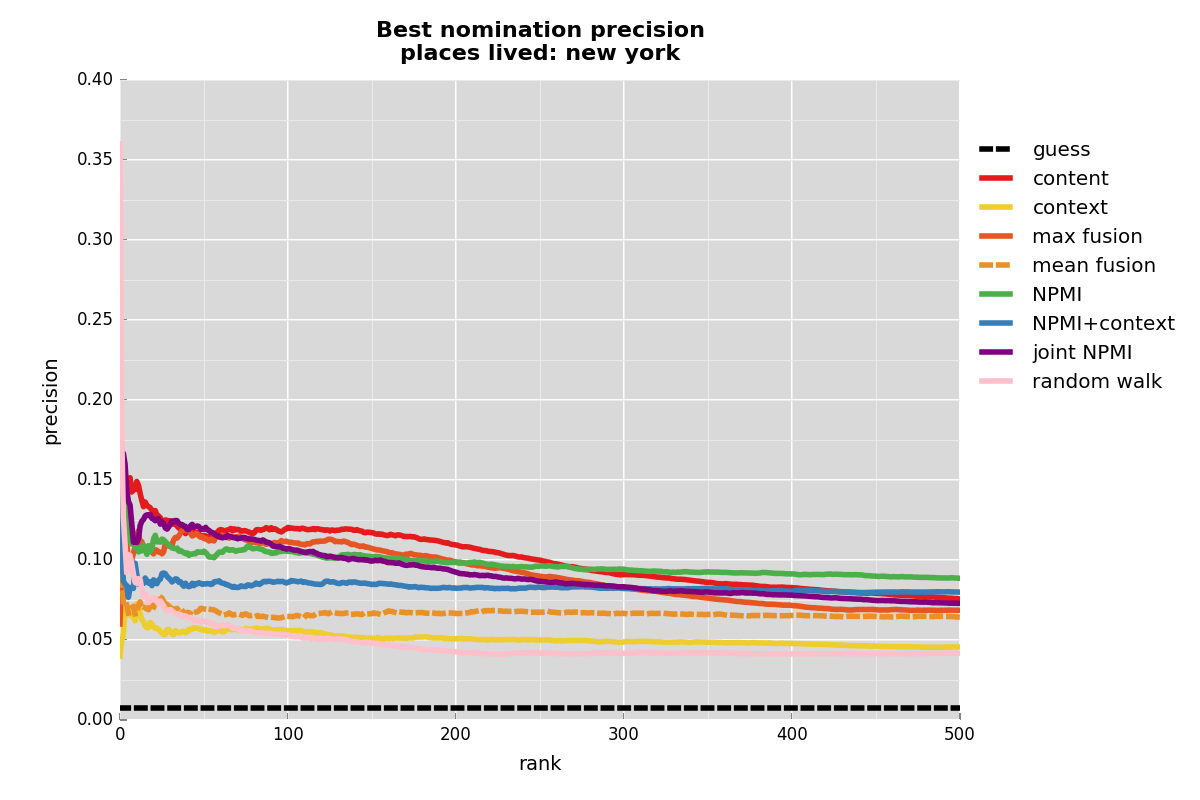 Best nomination precision
places lived: new york
0.40
0.35
0.30
0.25
0.20
0.15
0.10
0.05
0.00
precision
0
100
200
300
400
500
rank
guess
content
context
max fusion
mean fusion
NPMI
NPMI+context
joint NPMI
random walk